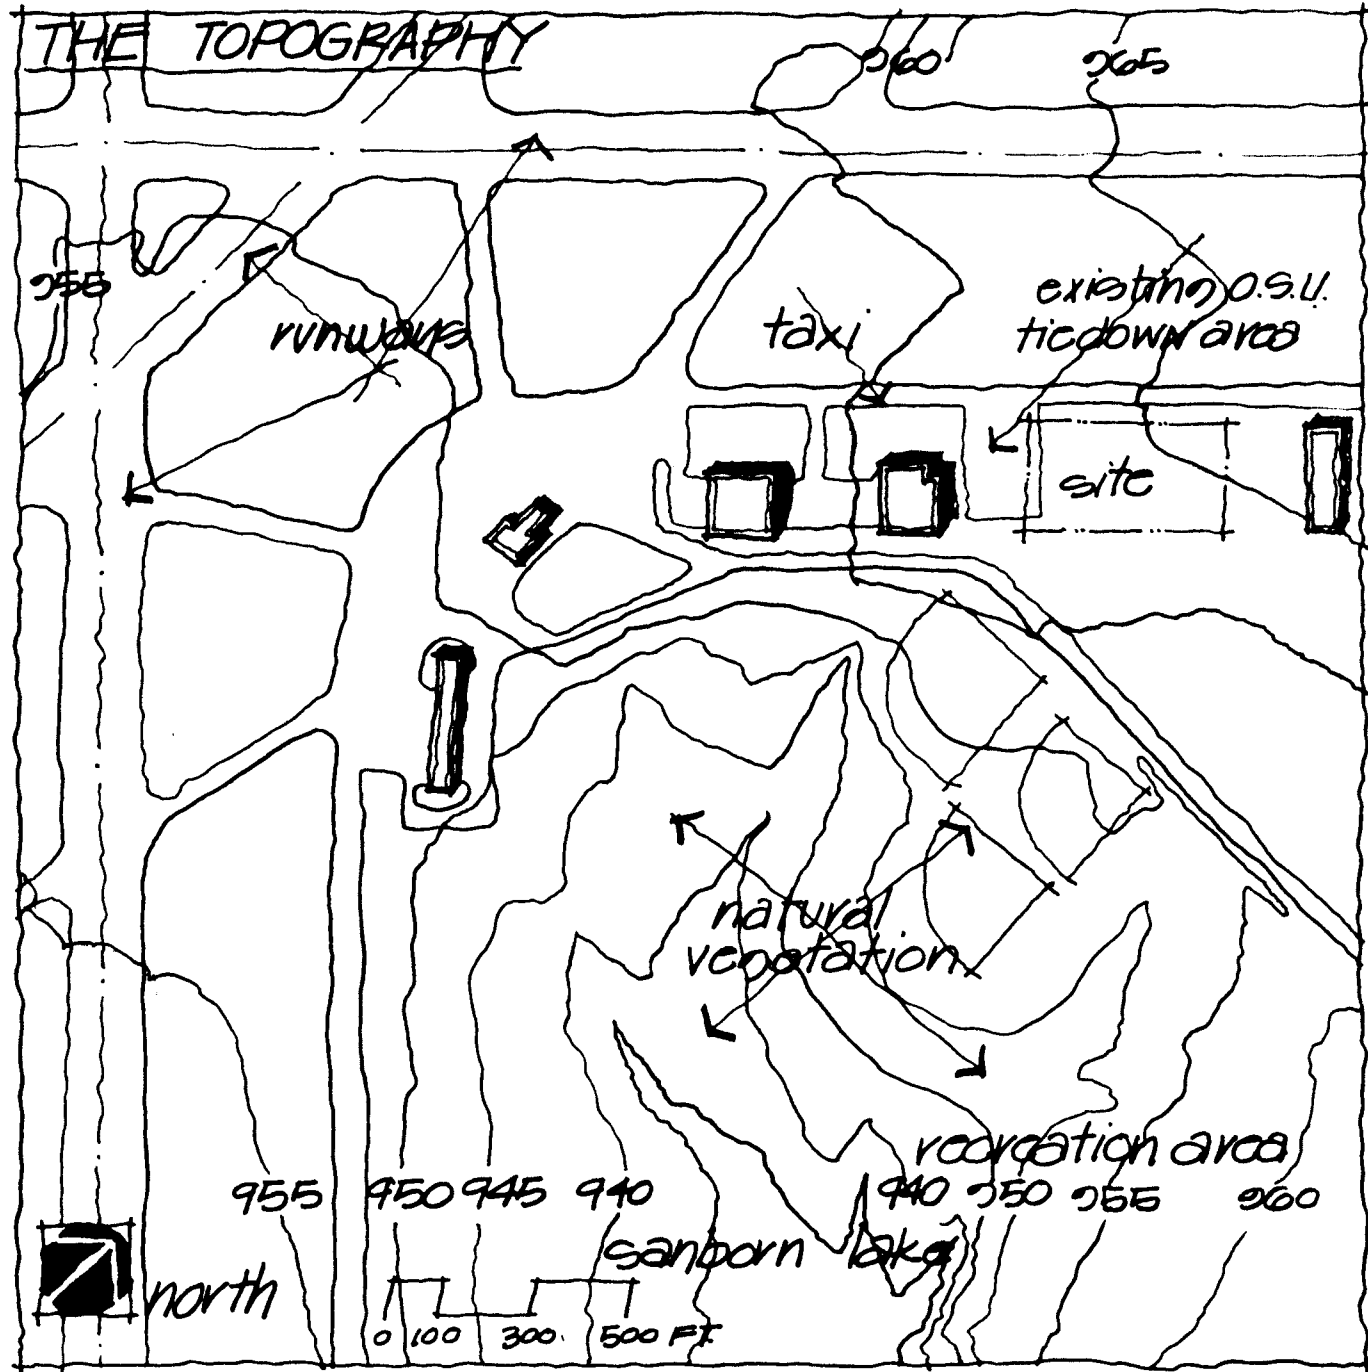 THE TOPOGRAPHY
960
965
955
existing O.S.U.
tiedown area
runways
taxi
site
natural
vegetation
recreation area
955 950 945 940
940 950 955 960
sanborn lake
north
0 100 300 500 FT.